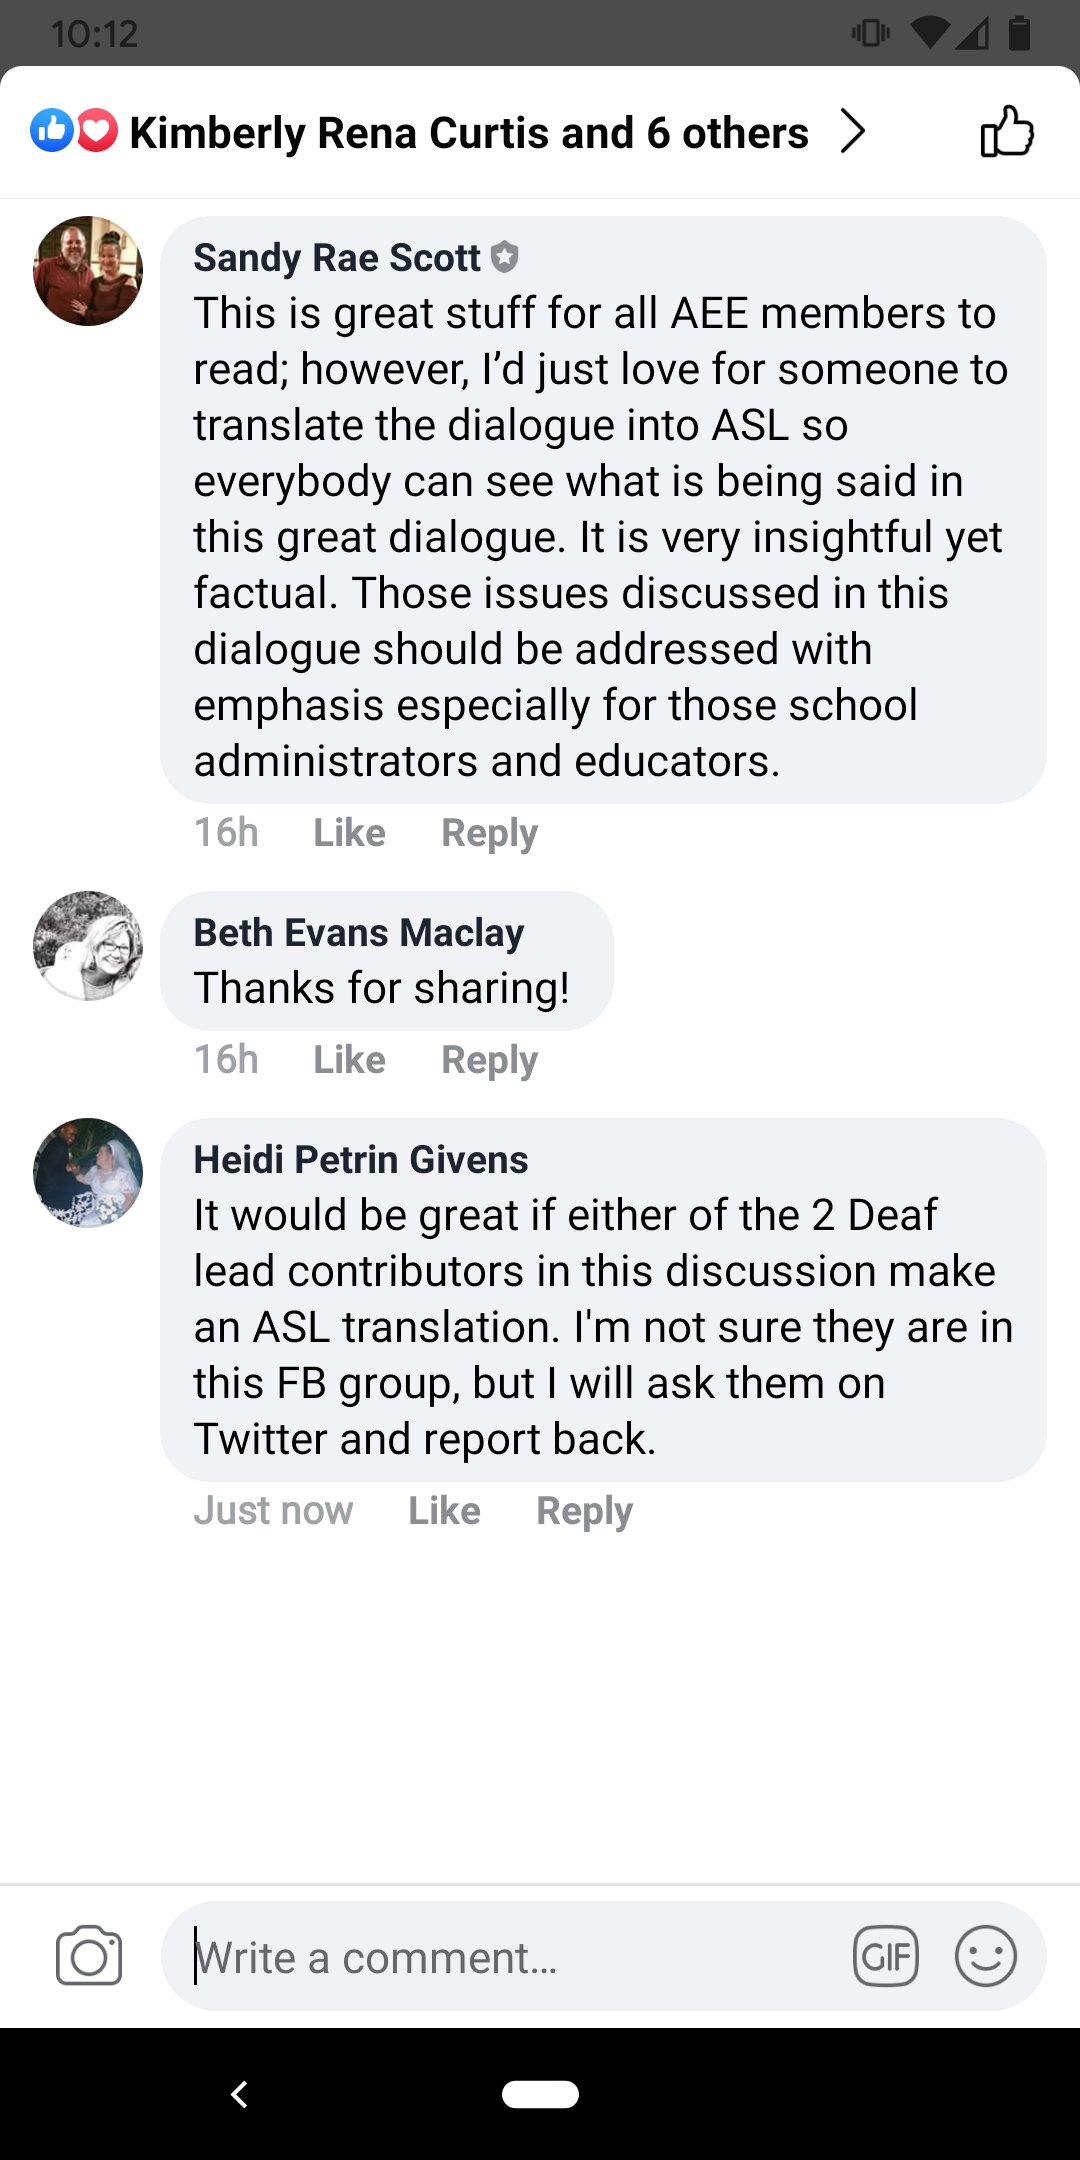 10:12
Kimberly Rena Curtis and 6 others
Sandy Rae Scott
This is great stuff for all AEE members to
read; however, I’d just love for someone to
translate the dialogue into ASL so
everybody can see what is being said in
this great dialogue. It is very insightful yet
factual. Those issues discussed in this
dialogue should be addressed with
emphasis especially for those school
administrators and educators.
16h Like Reply
Beth Evans Maclay
Thanks for sharing!
16h Like Reply
Heidi Petrin Givens
It would be great if either of the 2 Deaf
lead contributors in this discussion make
an ASL translation. I'm not sure they are in
this FB group, but I will ask them on
Twitter and report back.
Just now Like Reply
Write a comment... GIF